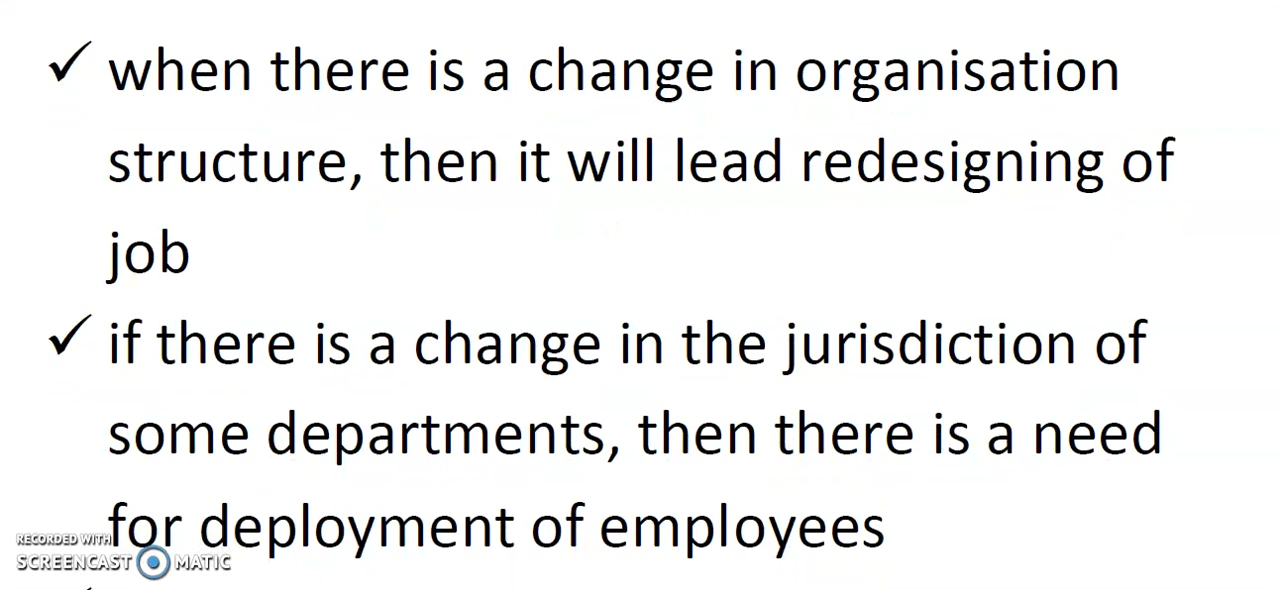 ✓ when there is a change in organisation
structure, then it will lead redesigning of
job
✓ if there is a change in the jurisdiction of
some departments, then there is a need
for deployment of employees
RECORDED WITH
SCREENCAST MATIC